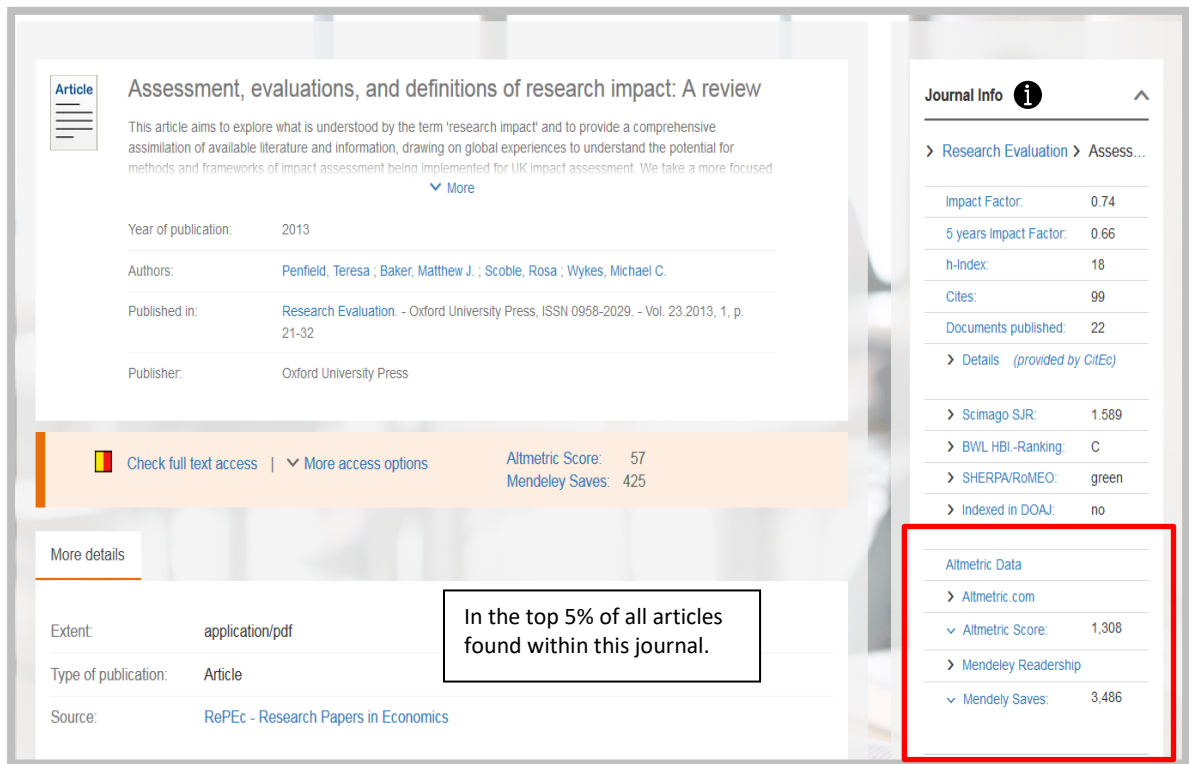 Article
Assessment, evaluations, and definitions of research impact: A review
This article aims to explore what is understood by the term 'research impact' and to provide a comprehensive
assimilation of available literature and information, drawing on global experiences to understand the potential for
methods and frameworks of impact assessment being implemented for UK impact assessment. We take a more focused
More
Year of publication: 2013
Authors: Penfield, Teresa ; Baker, Matthew J. ; Scoble, Rosa ; Wykes, Michael C.
Published in: Research Evaluation. - Oxford University Press, ISSN 0958-2029. - Vol. 23.2013, 1, p.
21-32
Publisher: Oxford University Press
Check full text access | More access options
Altmetric Score: 57
Mendeley Saves: 425
More details
Extent: application/pdf
Type of publication: Article
Source: RePEc - Research Papers in Economics
In the top 5% of all articles
found within this journal.
Journal Info i
> Research Evaluation > Assess...
Impact Factor: 0.74
5 years Impact Factor: 0.66
h-Index: 18
Cites: 99
Documents published: 22
> Details (provided by CitEc)
> Scimago SJR: 1.589
> BWL HBl.-Ranking: C
> SHERPA/RoMEO: green
> Indexed in DOAJ: no
Altmetric Data
> Altmetric.com
Altmetric Score: 1,308
> Mendeley Readership
Mendely Saves: 3,486